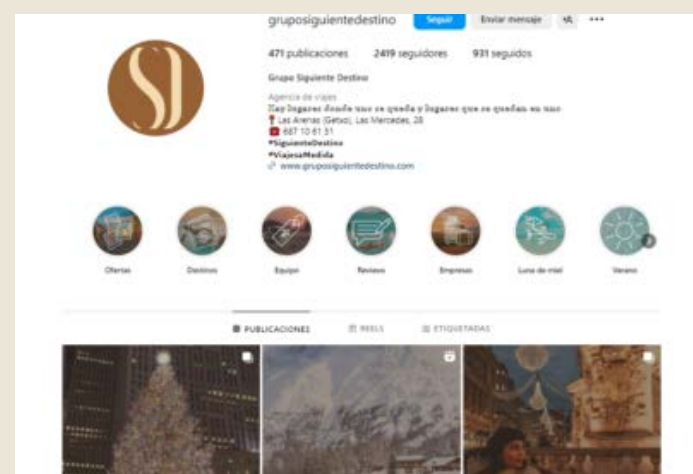 gruposiguientedestino Seguir Enviar mensaje
471 publicaciones 2419 seguidores 931 seguidos
Grupo Siguiente Destino
Agencia de viajes
Hay lugares donde uno se queda y lugares que se quedan en uno
Las Arenas (Getxo), Las Mercedes, 28
687 10 61 51
#SiguienteDestino
#ViajesaMedida
www.gruposiguientedestino.com
Ofertas Destinos Equipo Reviews Empresas Luna de miel Verano
PUBLICACIONES REELS ETIQUETADAS